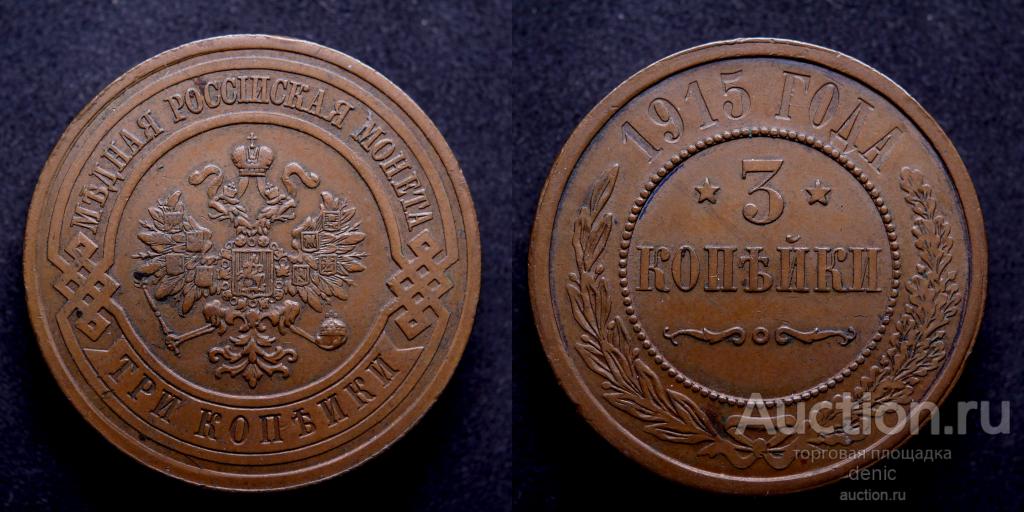 МѢДНАЯ РОССІЙСКАЯ МОНЕТА
ТРИ КОПѢЙКИ
1915 ГОДА
3
КОПѢЙКИ
Auction.ru
торговая площадка
denic
auction.ru